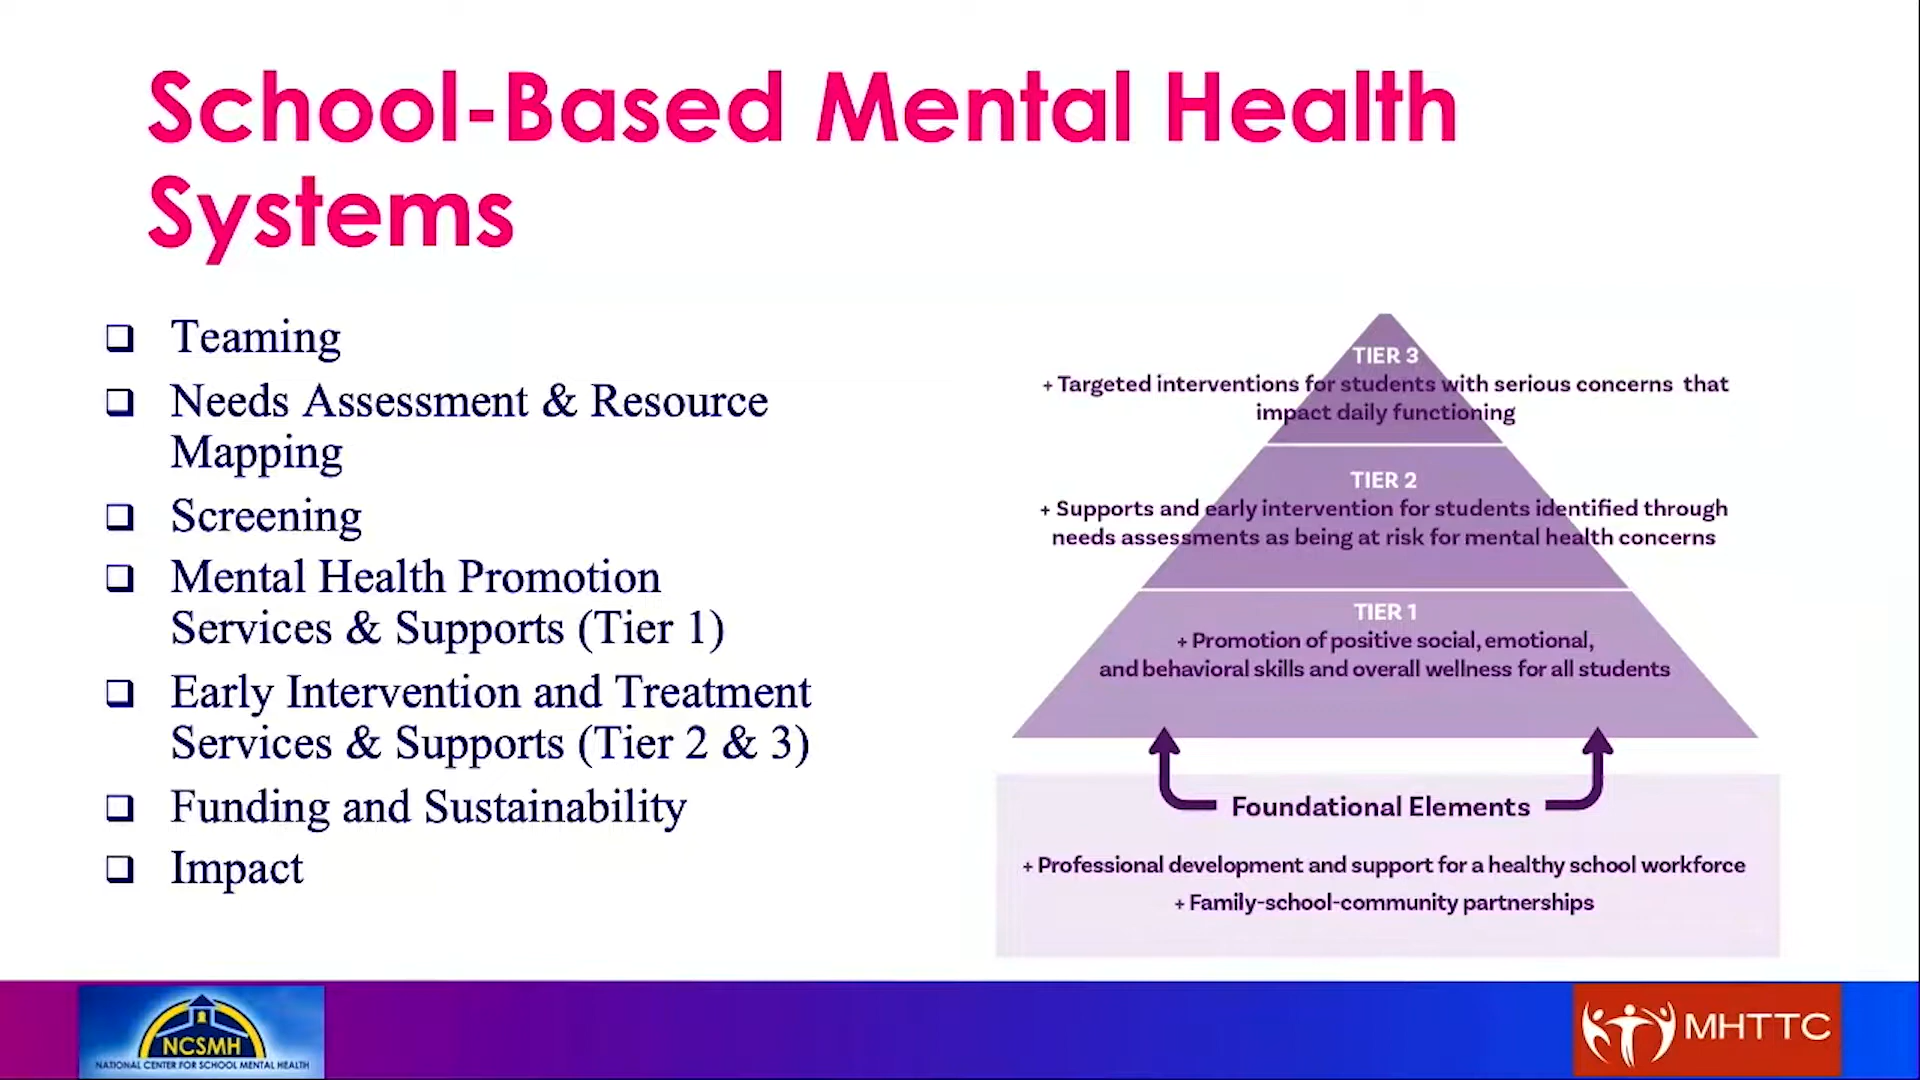 School-Based Mental Health
Systems
Teaming
Needs Assessment & Resource
Mapping
Screening
Mental Health Promotion
Services & Supports (Tier 1)
Early Intervention and Treatment
Services & Supports (Tier 2 & 3)
Funding and Sustainability
Impact
TIER 3
+ Targeted interventions for students with serious concerns that
impact daily functioning
TIER 2
+ Supports and early intervention for students identified through
needs assessments as being at risk for mental health concerns
TIER 1
+ Promotion of positive social, emotional,
and behavioral skills and overall wellness for all students
Foundational Elements
+ Professional development and support for a healthy school workforce
+ Family-school-community partnerships
NCSMH
NATIONAL CENTER FOR SCHOOL MENTAL HEALTH
MHTTC